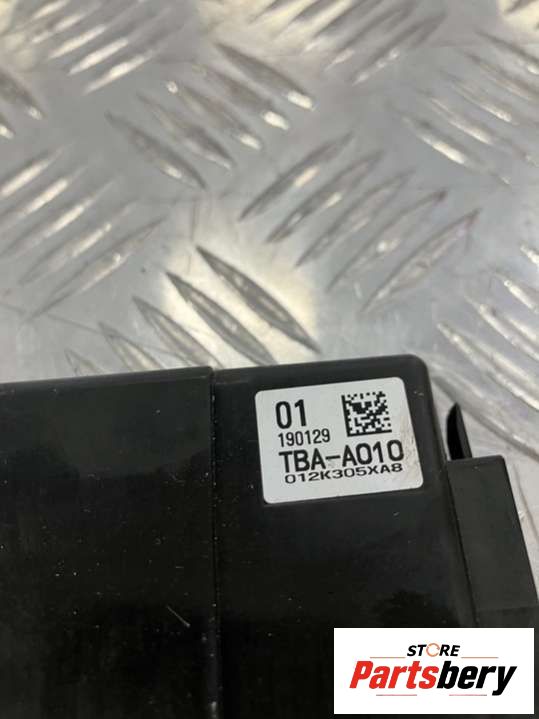 01
190129
TBA-A010
012K305XA8
STORE
Partsbery